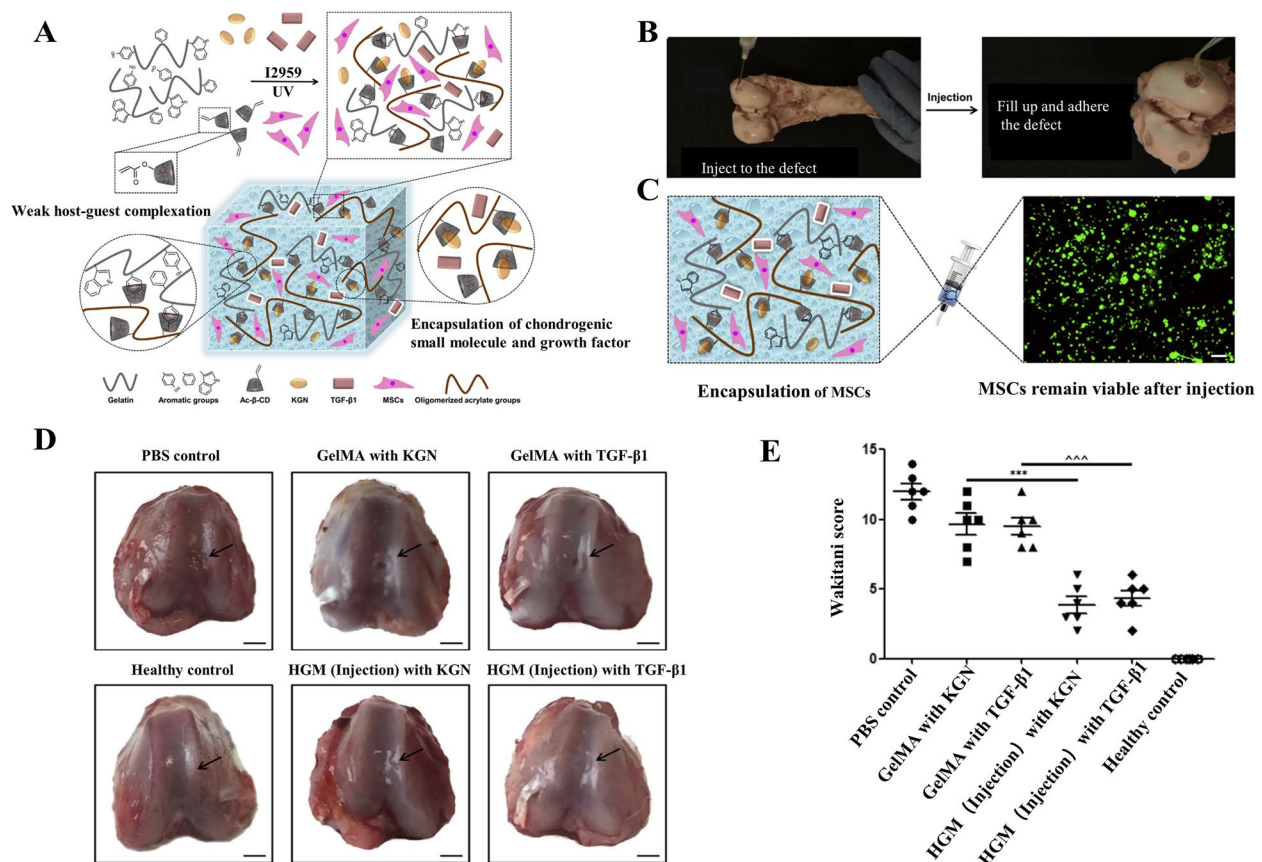 A
I2959
UV
Weak host-guest complexation
Encapsulation of chondrogenic
small molecule and growth factor
Gelatin
Aromatic groups
Ac-β-CD
KGN
TGF-β1
MSCs
Oligomerized acrylate groups
B
Inject to the defect
Injection
Fill up and adhere
the defect
C
Encapsulation of MSCs
MSCs remain viable after injection
D
PBS control
GelMA with KGN
GelMA with TGF-β1
Healthy control
HGM (Injection) with KGN
HGM (Injection) with TGF-β1
E
Wakitani score
15
10
5
0
***
^^^
PBS control
GelMA with KGN
GelMA with TGF-β1
HGM（Injection）with KGN
HGM（Injection）with TGF-β1
Healthy control